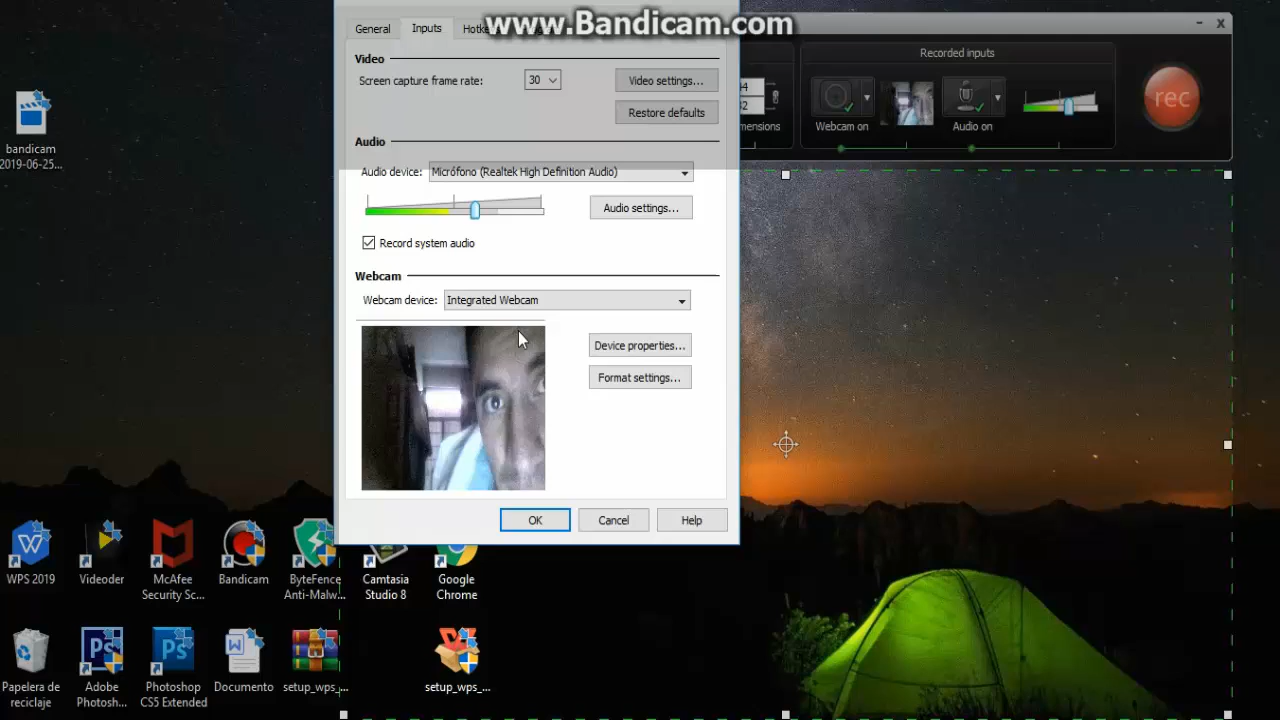 www.Bandicam.com
General
Inputs
Video
Screen capture frame rate:
30
Video settings...
Restore defaults
Audio
Audio device:
Micrófono (Realtek High Definition Audio)
Audio settings...
Record system audio
Webcam
Webcam device:
Integrated Webcam
Device properties...
Format settings...
OK
Cancel
Help
Recorded inputs
Webcam on
Audio on
rec
bandicam
2019-06-25...
WPS 2019
Videoder
McAfee
Security Sc...
Bandicam
ByteFence
Anti-Malw...
Camtasia
Studio 8
Google
Chrome
Papelera de
reciclaje
Adobe
Photosh...
Photoshop
CS5 Extended
Documento
setup_wps_...
setup_wps_...